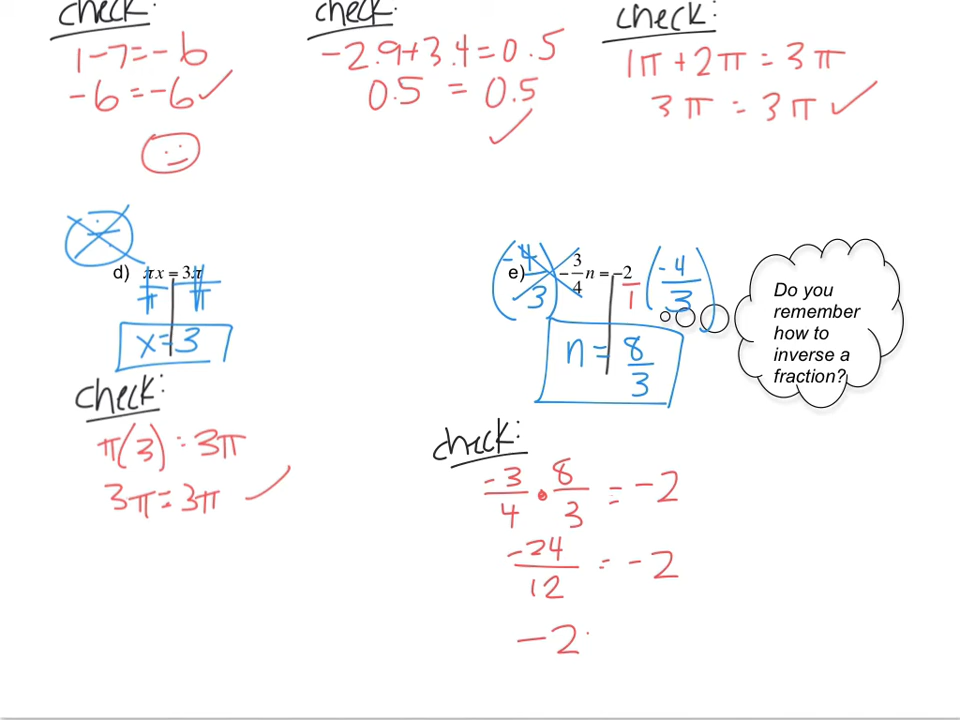 check:
1-7=-6
-6=-6✓
check:
-2.9+3.4=0.5
0.5 = 0.5
✓
check:
1π+2π=3π
3π=3π✓
d) πx = 3π
π π
x=3
check:
π(3)=3π
3π=3π ✓
e) (-4/3) -3/4 n = -2/1 (-4/3)
n = 8/3
Do you
remember
how to
inverse a
fraction?
check:
-3/4 • 8/3 = -2
-24/12 = -2
-2